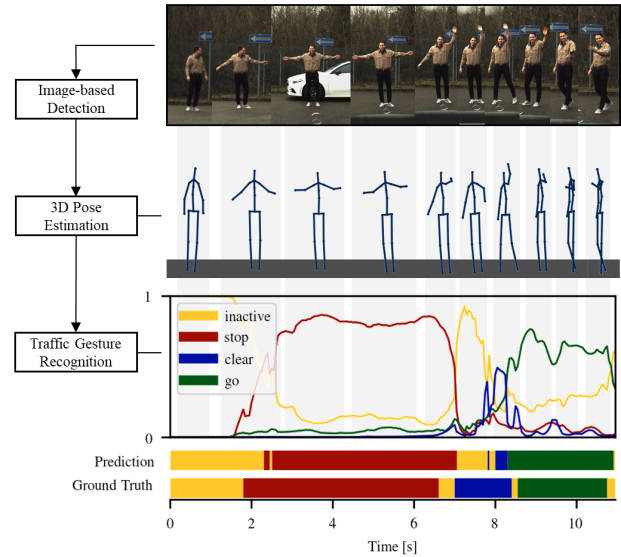 Image-based
Detection
3D Pose
Estimation
Traffic Gesture
Recognition
1
inactive
stop
clear
go
0
Prediction
Ground Truth
0 2 4 6 8 10
Time [s]